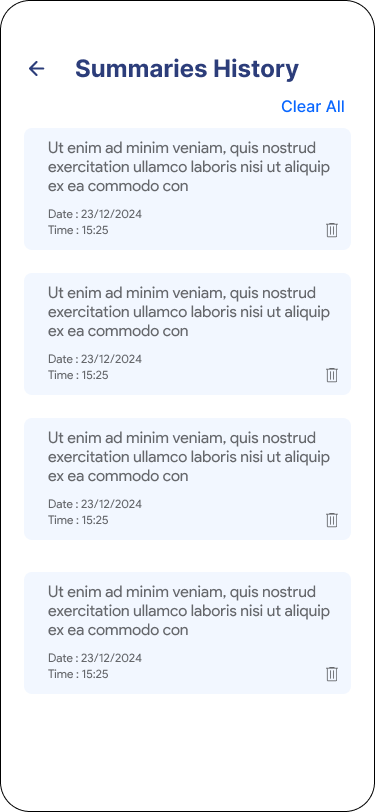 Summaries History
Clear All
Ut enim ad minim veniam, quis nostrud
exercitation ullamco laboris nisi ut aliquip
ex ea commodo con
Date : 23/12/2024
Time : 15:25
Ut enim ad minim veniam, quis nostrud
exercitation ullamco laboris nisi ut aliquip
ex ea commodo con
Date : 23/12/2024
Time : 15:25
Ut enim ad minim veniam, quis nostrud
exercitation ullamco laboris nisi ut aliquip
ex ea commodo con
Date : 23/12/2024
Time : 15:25
Ut enim ad minim veniam, quis nostrud
exercitation ullamco laboris nisi ut aliquip
ex ea commodo con
Date : 23/12/2024
Time : 15:25